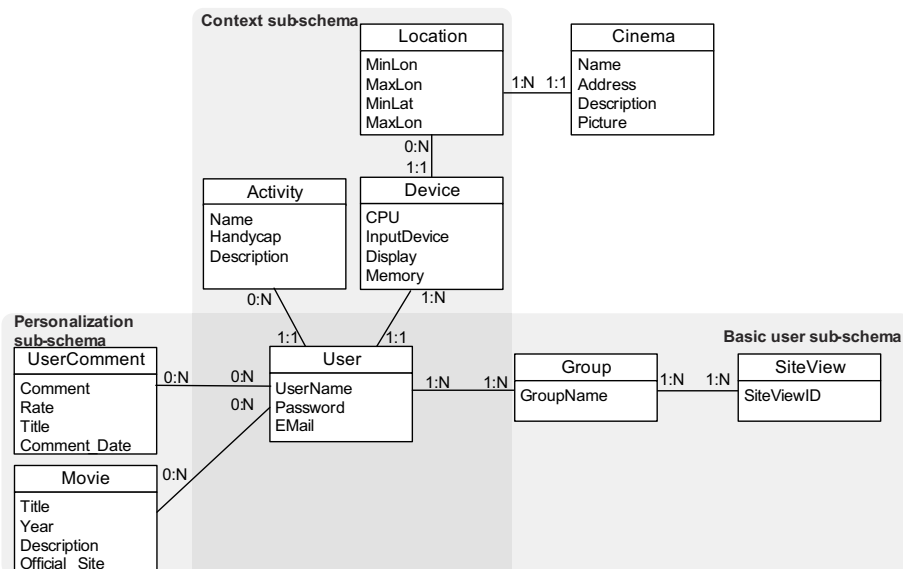 Context sub-schema
Location
MinLon
MaxLon
MinLat
MaxLon
1:N 1:1
Cinema
Name
Address
Description
Picture
0:N
1:1
Activity
Name
Handycap
Description
Device
CPU
InputDevice
Display
Memory
0:N
1:N
1:1
1:1
Personalization
sub-schema
Basic user sub-schema
UserComment
Comment
Rate
Title
Comment_Date
0:N
0:N
0:N
User
UserName
Password
EMail
1:N
1:N
Group
GroupName
1:N
1:N
SiteView
SiteViewID
0:N
Movie
Title
Year
Description
Official_Site